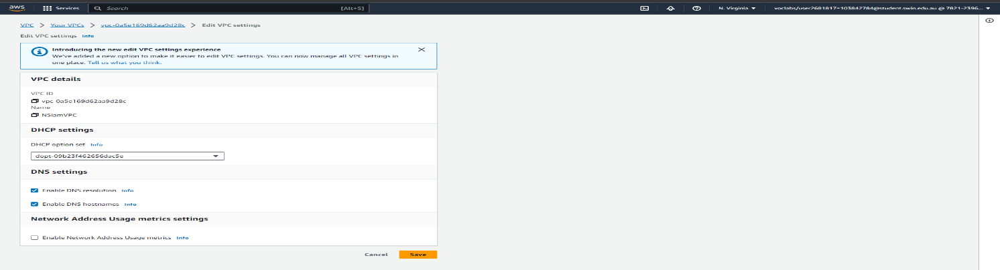 aws Services Search [Alt+S] N. Virginia voclabs/user2681817=103842784@student.swin.edu.au @ 7821-2396...
VPC > Your VPCs > vpc-0a5e169d62aa9d28c > Edit VPC settings
Edit VPC settings Info
Introducing the new edit VPC settings experience
We've added a new option to make it easier to edit VPC settings. You can now manage all VPC settings in
one place. Tell us what you think.
VPC details
VPC ID
vpc-0a5e169d62aa9d28c
Name
NSiamVPC
DHCP settings
DHCP option set Info
dopt-09b23f462656dac5e
DNS settings
Enable DNS resolution Info
Enable DNS hostnames Info
Network Address Usage metrics settings
Enable Network Address Usage metrics Info
Cancel Save